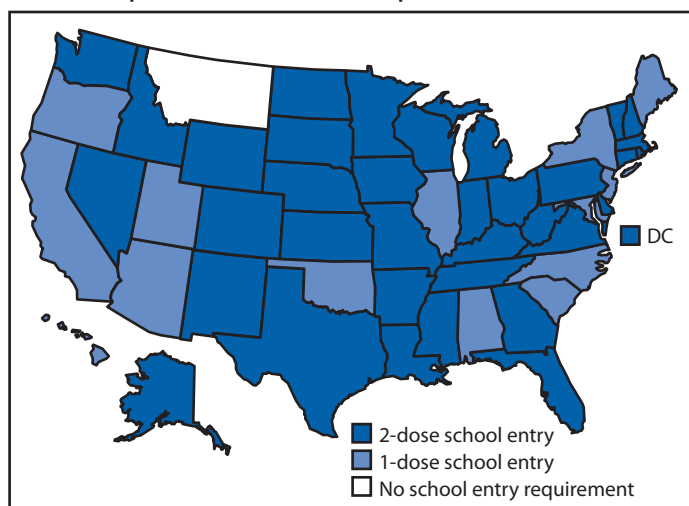 DC
2-dose school entry
1-dose school entry
No school entry requirement